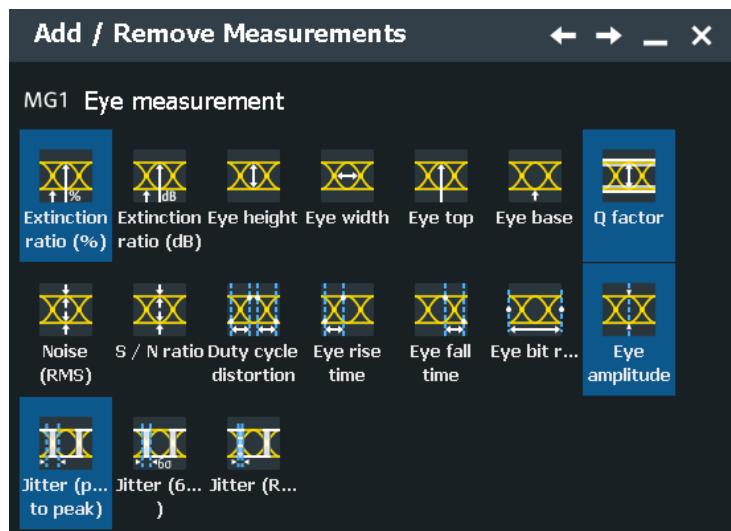 Add / Remove Measurements
MG1 Eye measurement
% dB
Extinction Extinction Eye height Eye width Eye top Eye base Q factor
ratio (%) ratio (dB)
Noise S / N ratio Duty cycle Eye rise Eye fall Eye bit r... Eye
(RMS) distortion time time amplitude
6σ
Jitter (p... Jitter (6... Jitter (R...
to peak) )